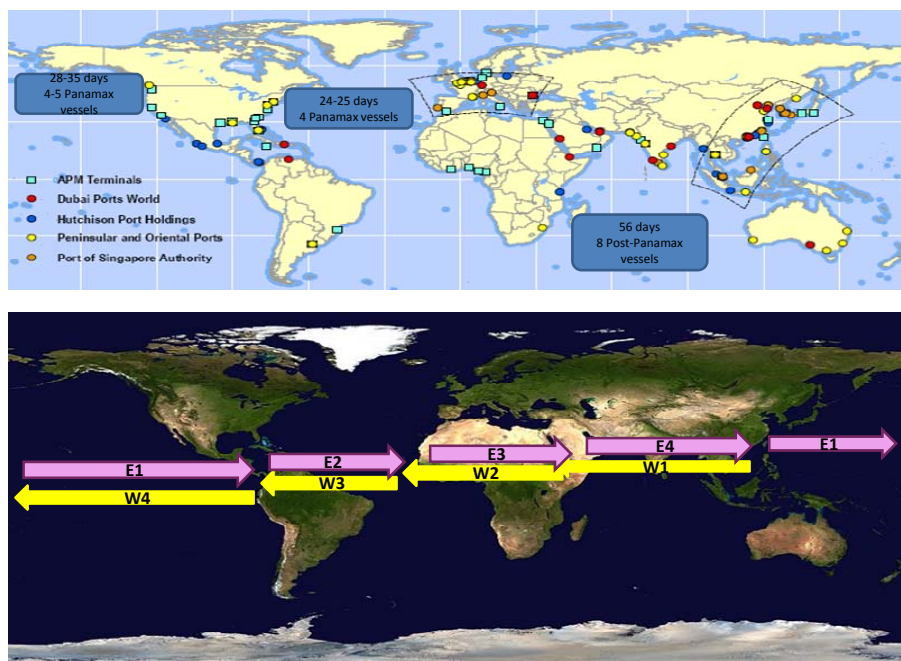 28-35 days
4-5 Panamax
vessels
24-25 days
4 Panamax vessels
APM Terminals
Dubai Ports World
Hutchison Port Holdings
Peninsular and Oriental Ports
Port of Singapore Authority
56 days
8 Post-Panamax
vessels
E1
E2
E3
E4
E1
W4
W3
W2
W1